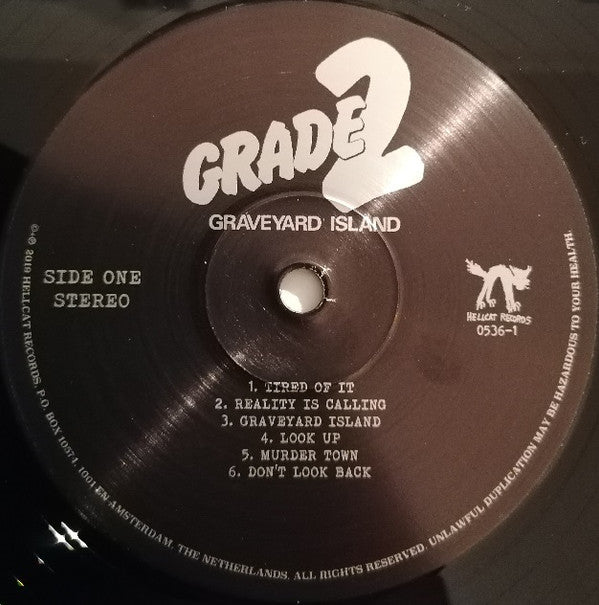 GRADE 2
GRAVEYARD ISLAND
SIDE ONE
STEREO
HELLCAT RECORDS
0536-1
1. TIRED OF IT
2. REALITY IS CALLING
3. GRAVEYARD ISLAND
4. LOOK UP
5. MURDER TOWN
6. DON'T LOOK BACK
©/℗ 2019 HELLCAT RECORDS, P.O. BOX 10574, 1001 EN AMSTERDAM, THE NETHERLANDS. ALL RIGHTS RESERVED. UNLAWFUL DUPLICATION MAY BE HAZARDOUS TO YOUR HEALTH.